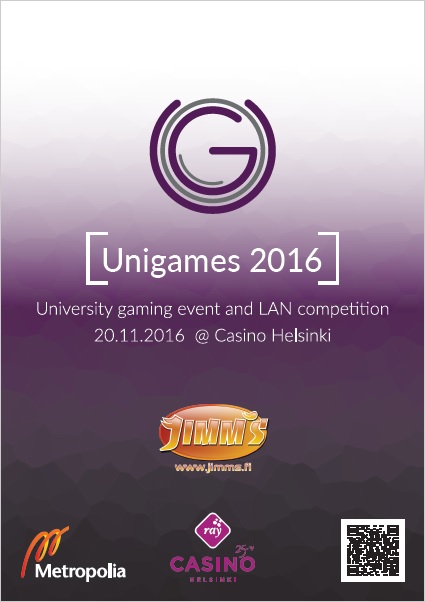 Unigames 2016
University gaming event and LAN competition
20.11.2016 @ Casino Helsinki
JIMM'S
www.jimms.fi
Metropolia
ray
25
CASINO
HELSINKI